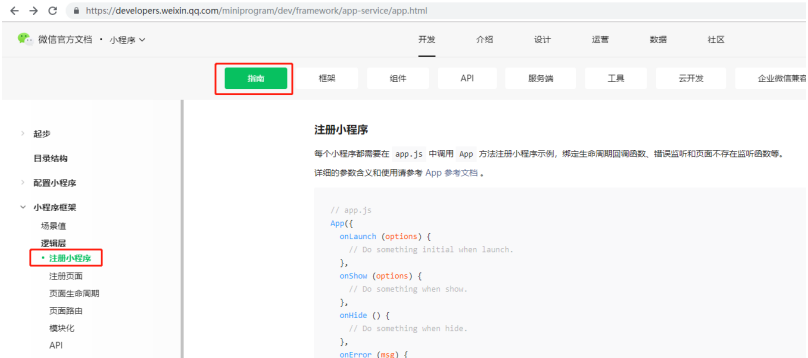 https://developers.weixin.qq.com/miniprogram/dev/framework/app-service/app.html
微信官方文档 · 小程序
开发 介绍 设计 运营 数据 社区
指南 框架 组件 API 服务端 工具 云开发 企业微信兼容
起步
目录结构
配置小程序
小程序框架
场景值
逻辑层
· 注册小程序
注册页面
页面生命周期
页面路由
模块化
API
注册小程序
每个小程序都需要在 app.js 中调用 App 方法注册小程序示例，绑定生命周期回调函数、错误监听和页面不存在监听函数等。
详细的参数含义和使用请参考 App 参考文档 。
// app.js
App({
onLaunch (options) {
// Do something initial when launch.
},
onShow (options) {
// Do something when show.
},
onHide () {
// Do something when hide.
},
onError (msg) {